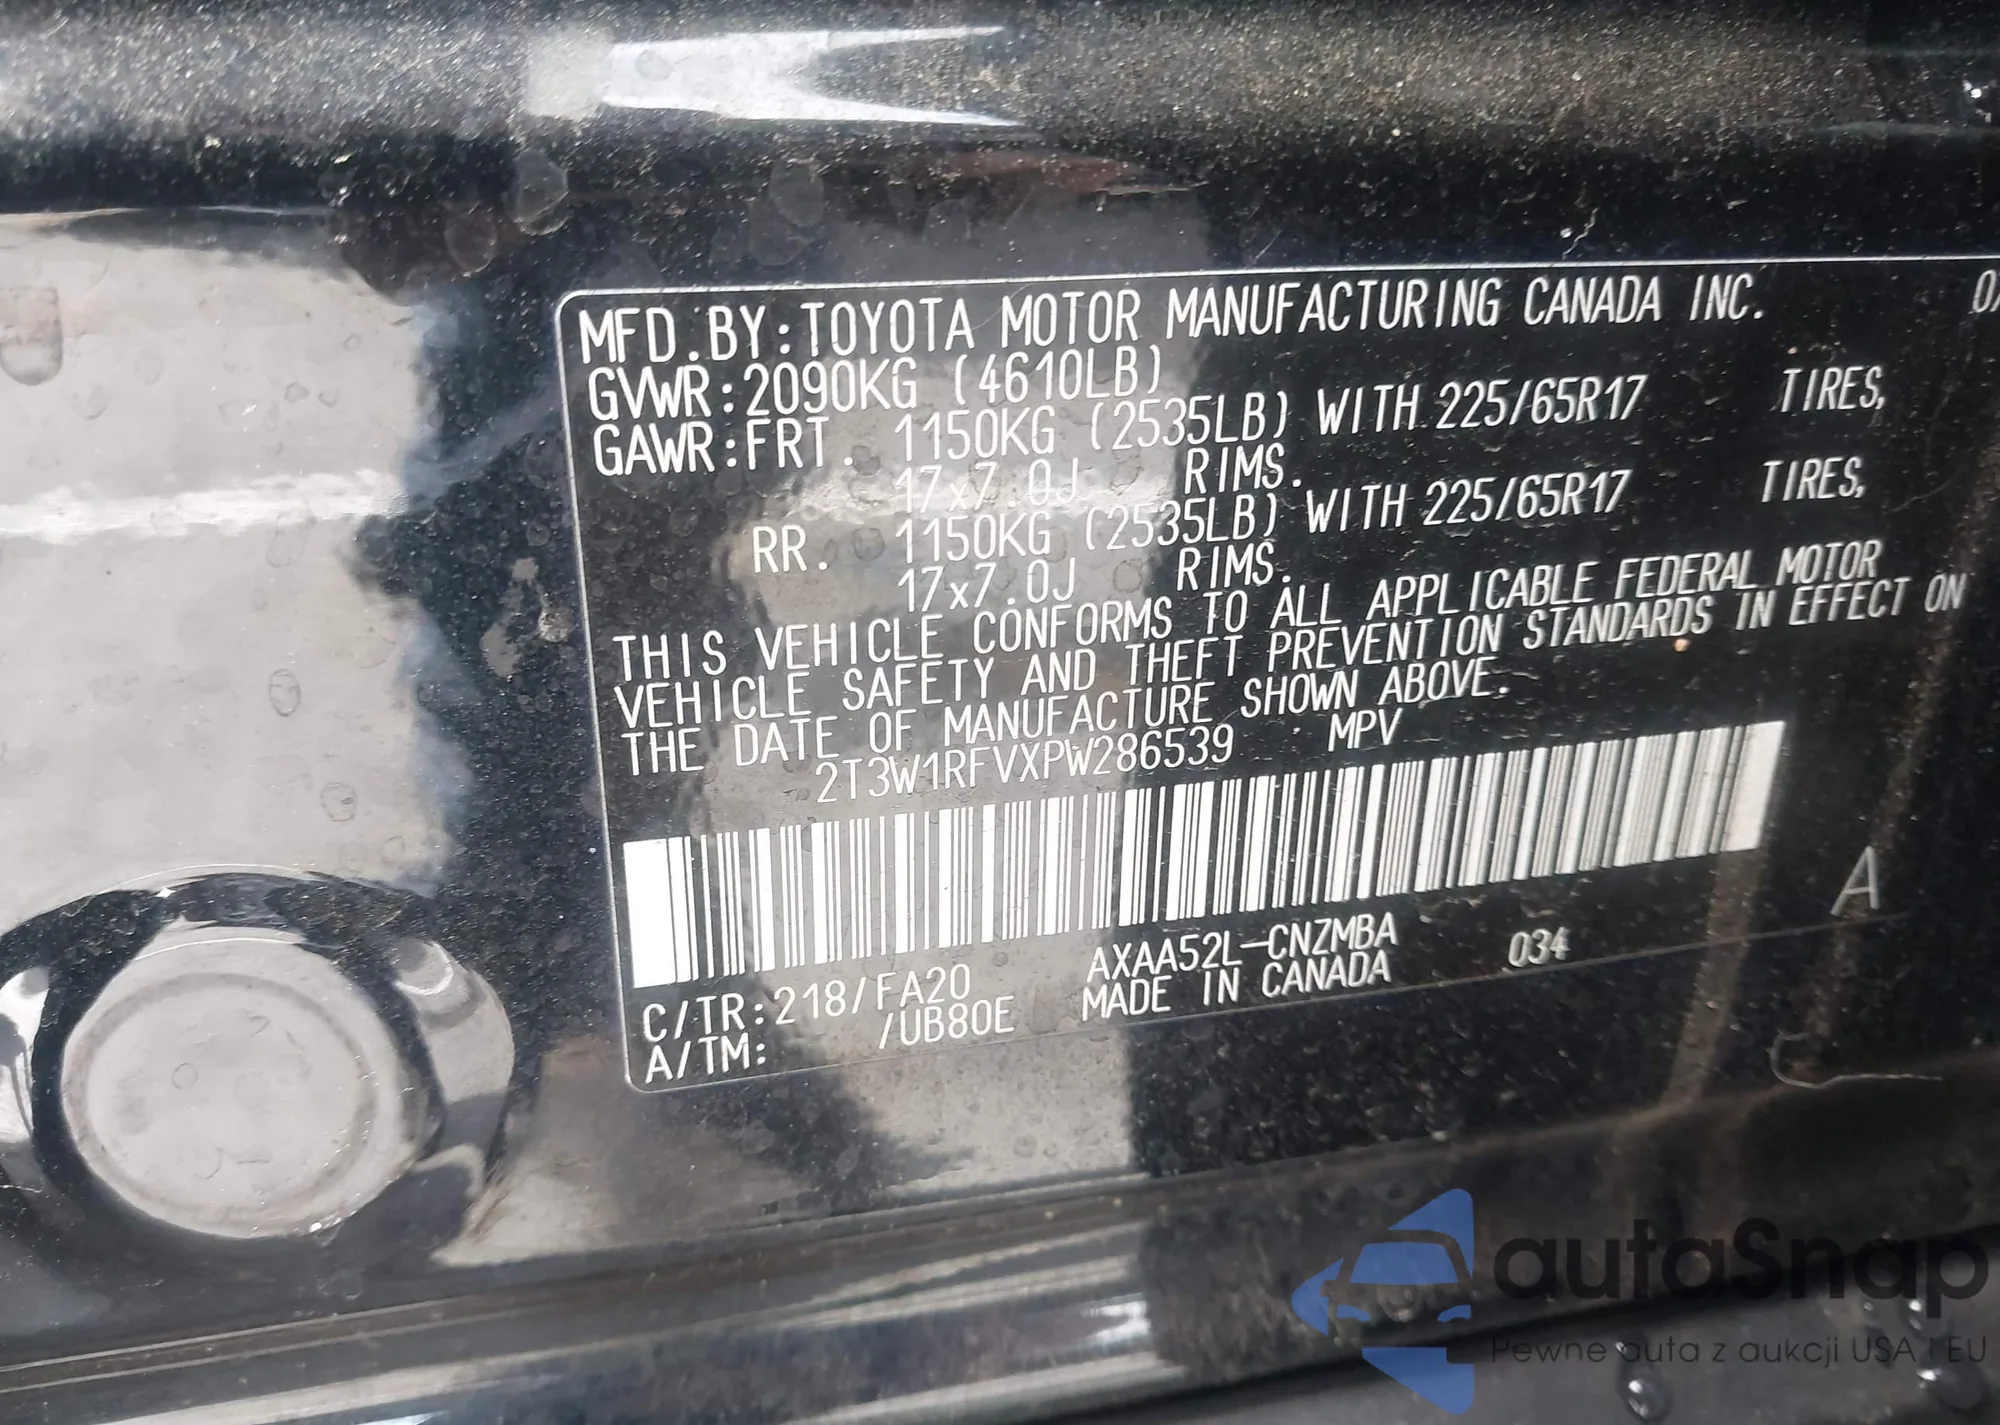 MFD.BY:TOYOTA MOTOR MANUFACTURING CANADA INC.
GVWR:2090KG (4610LB)
GAWR:FRT. 1150KG (2535LB) WITH 225/65R17 TIRES,
17x7.0J RIMS.
RR. 1150KG (2535LB) WITH 225/65R17 TIRES,
17x7.0J RIMS.
THIS VEHICLE CONFORMS TO ALL APPLICABLE FEDERAL MOTOR
VEHICLE SAFETY AND THEFT PREVENTION STANDARDS IN EFFECT ON
THE DATE OF MANUFACTURE SHOWN ABOVE.
2T3W1RFVXPW286539 MPV
A
C/TR:218/FA20 AXAA52L-CNZMBA 034
A/TM: /UB80E MADE IN CANADA
autaSnap
Pewne auta z aukcji USA i EU